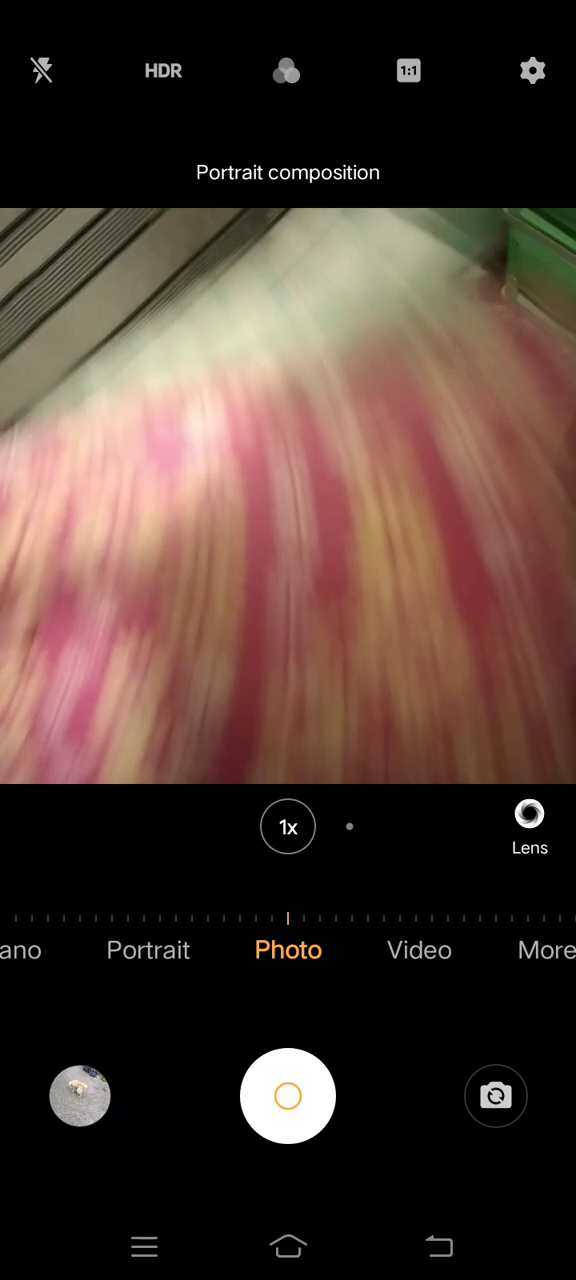 HDR
1:1
Portrait composition
1x
Lens
ano
Portrait
Photo
Video
More